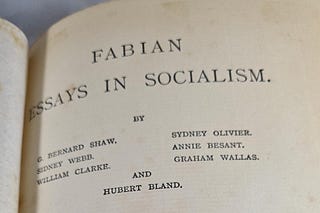 FABIAN
ESSAYS IN SOCIALISM.
BY
G. BERNARD SHAW,
SYDNEY OLIVIER.
SIDNEY WEBB.
ANNIE BESANT.
WILLIAM CLARKE.
GRAHAM WALLAS.
AND
HUBERT BLAND.